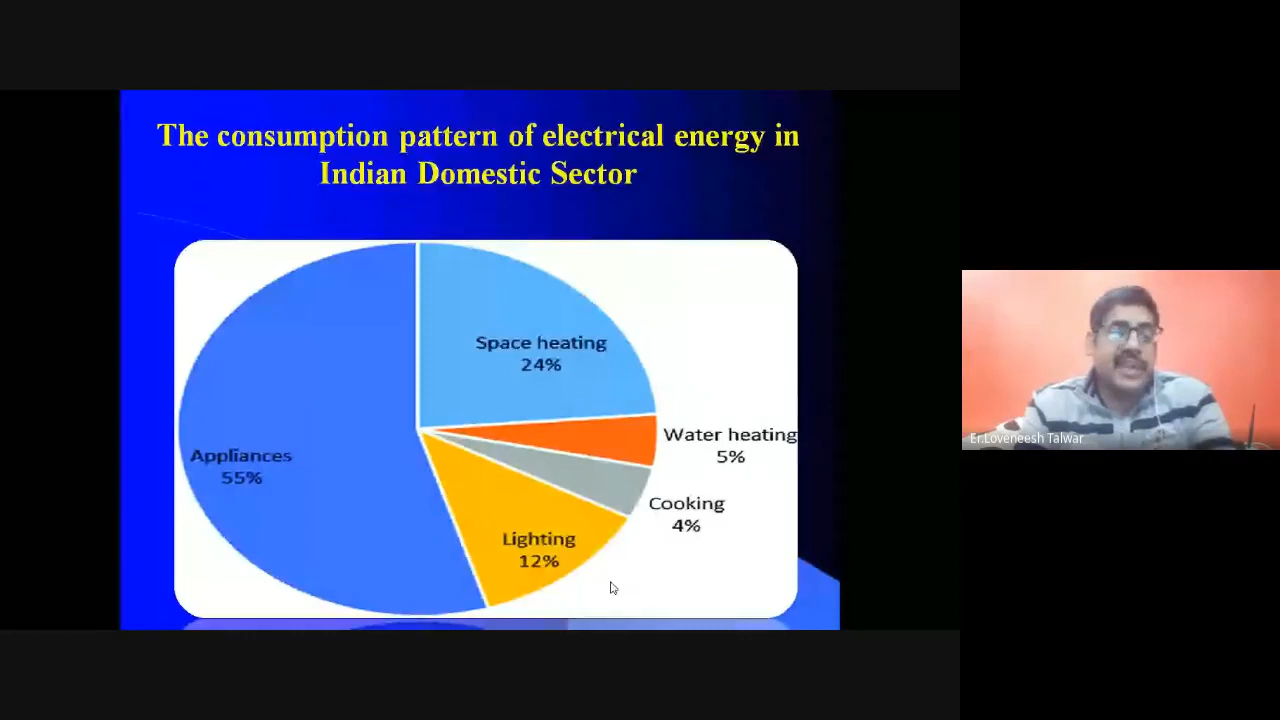 The consumption pattern of electrical energy in
Indian Domestic Sector
Space heating
24%
Water heating
5%
Appliances
55%
Cooking
4%
Lighting
12%
Er.Loveneesh Talwar